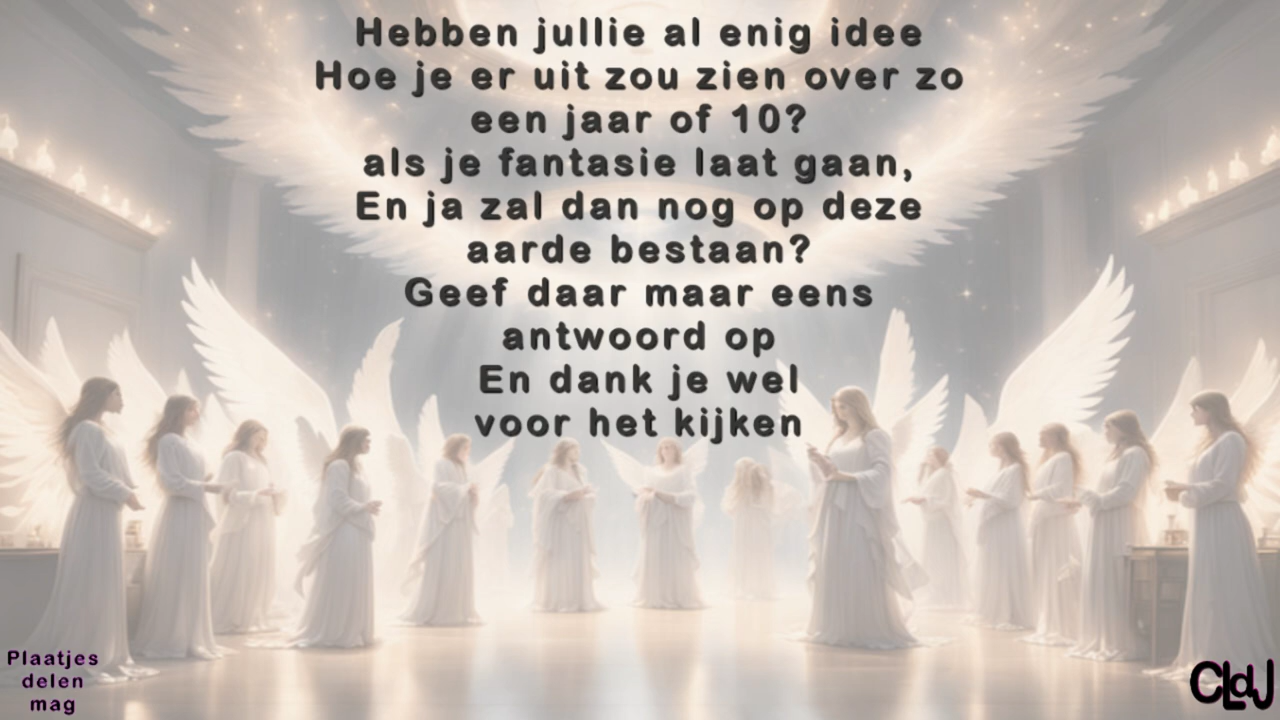 Hebben jullie al enig idee
Hoe je er uit zou zien over zo
een jaar of 10?
als je fantasie laat gaan,
En ja zal dan nog op deze
aarde bestaan?
Geef daar maar eens
antwoord op
En dank je wel
voor het kijken
Plaatjes
delen
mag
CLdJ